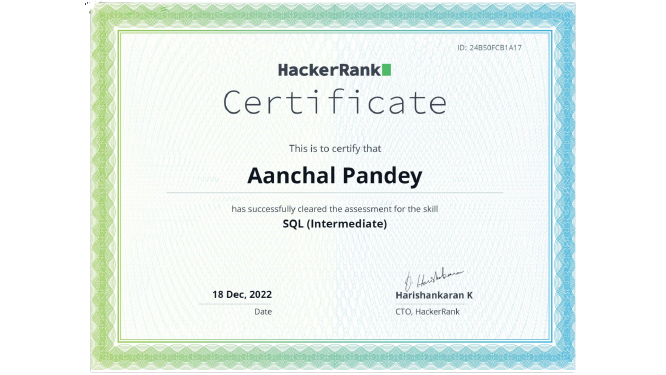 ID: 24B50FCB1A17
HackerRank
Certificate
This is to certify that
Aanchal Pandey
has successfully cleared the assessment for the skill
SQL (Intermediate)
18 Dec, 2022
Date
Harishankaran K
CTO, HackerRank